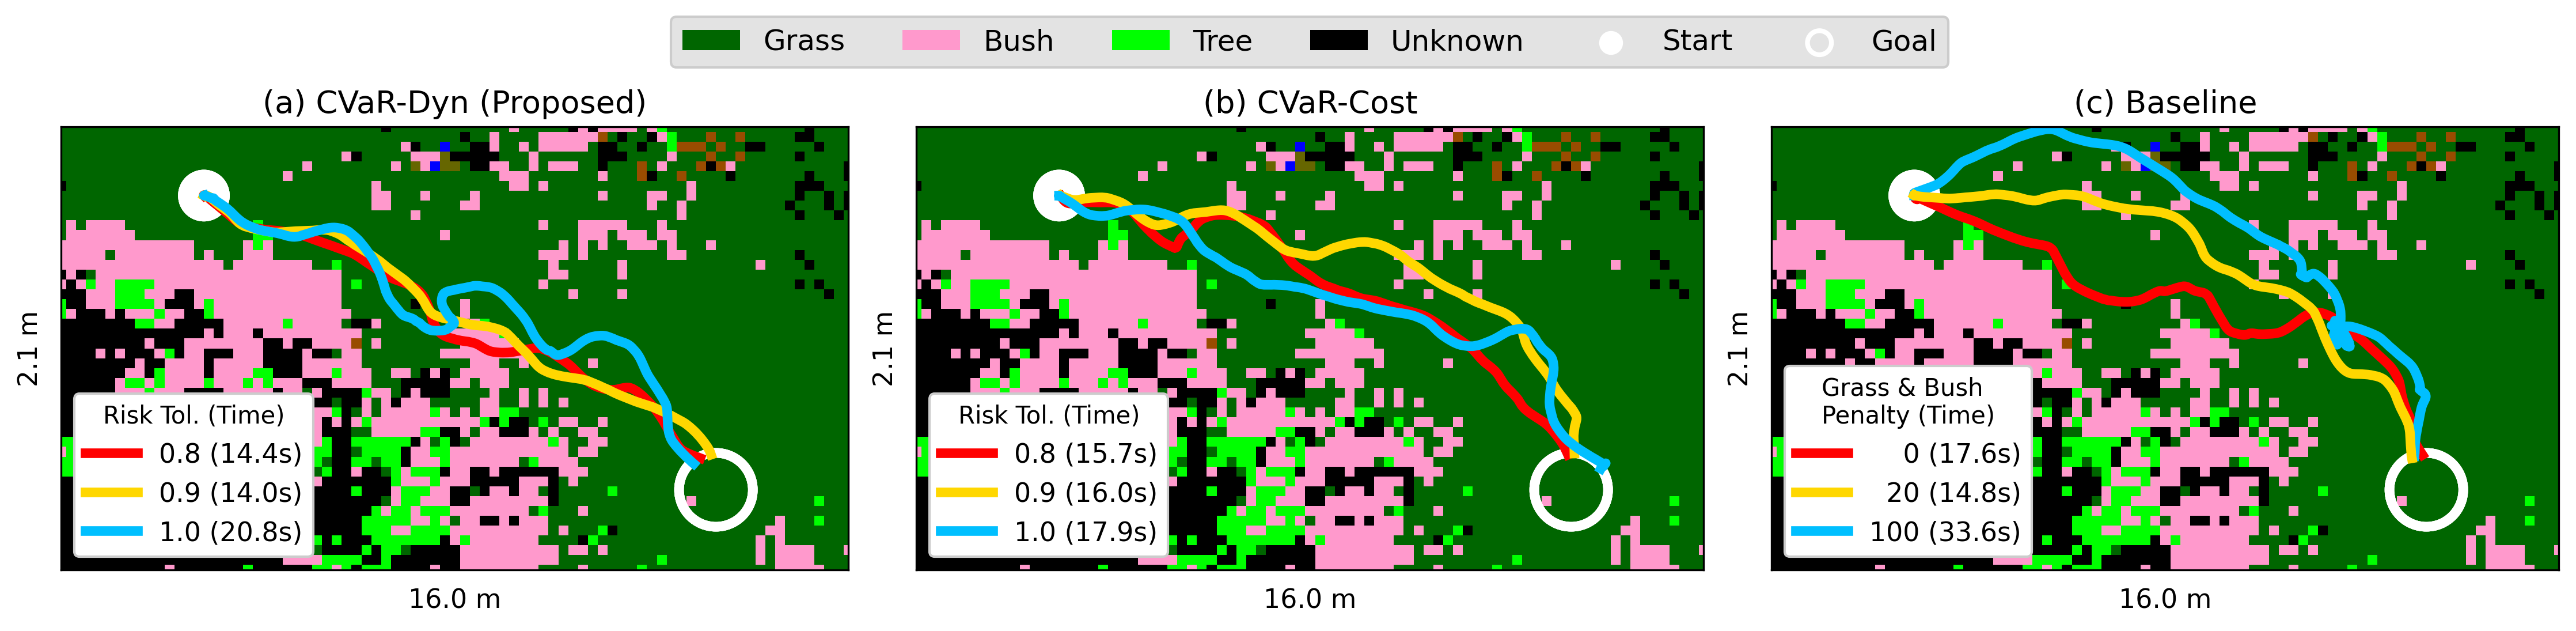 Grass Bush Tree Unknown Start Goal
(a) CVaR-Dyn (Proposed)
2.1 m
Risk Tol. (Time)
0.8 (14.4s)
0.9 (14.0s)
1.0 (20.8s)
16.0 m
(b) CVaR-Cost
2.1 m
Risk Tol. (Time)
0.8 (15.7s)
0.9 (16.0s)
1.0 (17.9s)
16.0 m
(c) Baseline
2.1 m
Grass & Bush
Penalty (Time)
0 (17.6s)
20 (14.8s)
100 (33.6s)
16.0 m